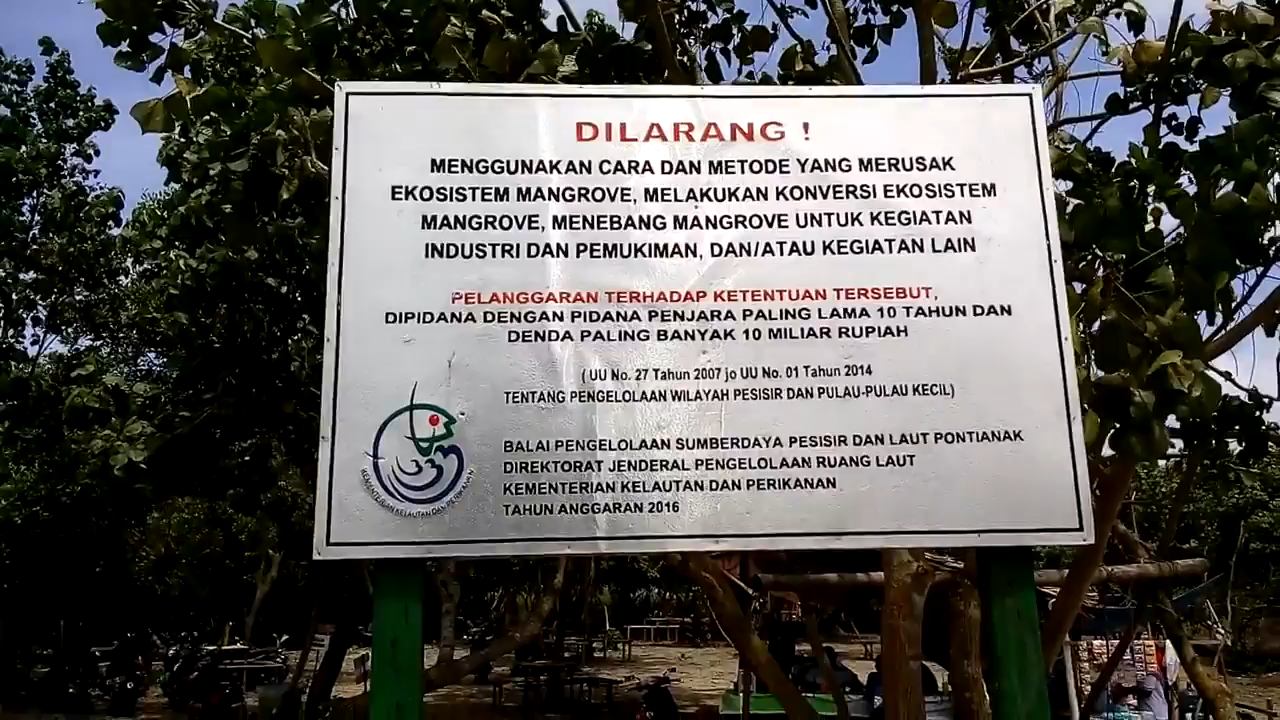 DILARANG !
MENGGUNAKAN CARA DAN METODE YANG MERUSAK
EKOSISTEM MANGROVE, MELAKUKAN KONVERSI EKOSISTEM
MANGROVE, MENEBANG MANGROVE UNTUK KEGIATAN
INDUSTRI DAN PEMUKIMAN, DAN/ATAU KEGIATAN LAIN
PELANGGARAN TERHADAP KETENTUAN TERSEBUT,
DIPIDANA DENGAN PIDANA PENJARA PALING LAMA 10 TAHUN DAN
DENDA PALING BANYAK 10 MILIAR RUPIAH
( UU No. 27 Tahun 2007 jo UU No. 01 Tahun 2014
TENTANG PENGELOLAAN WILAYAH PESISIR DAN PULAU-PULAU KECIL)
BALAI PENGELOLAAN SUMBERDAYA PESISIR DAN LAUT PONTIANAK
DIREKTORAT JENDERAL PENGELOLAAN RUANG LAUT
KEMENTERIAN KELAUTAN DAN PERIKANAN
TAHUN ANGGARAN 2016
KEMENTERIAN KELAUTAN DAN PERIKANAN